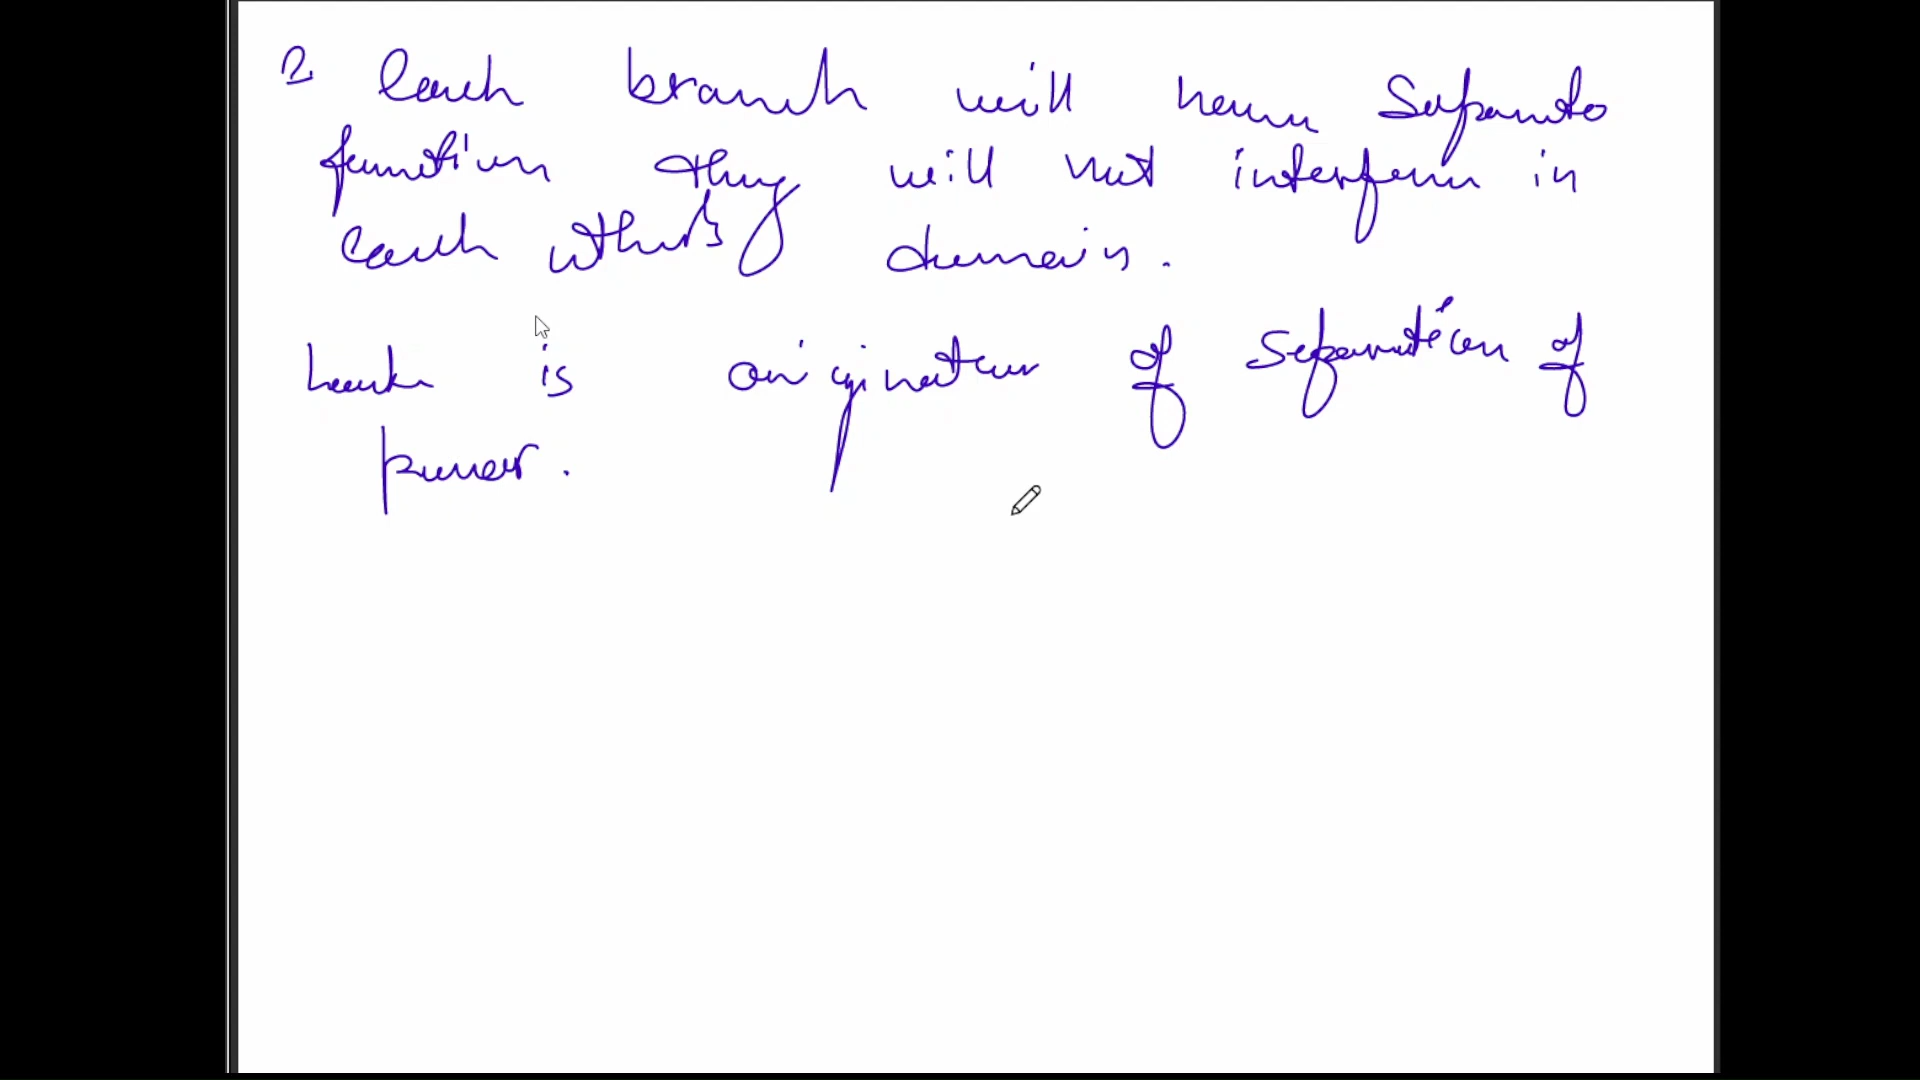 2 Each branch will have separate
function they will not interfere in
each other's domain.
Locke is originator of separation of
power.